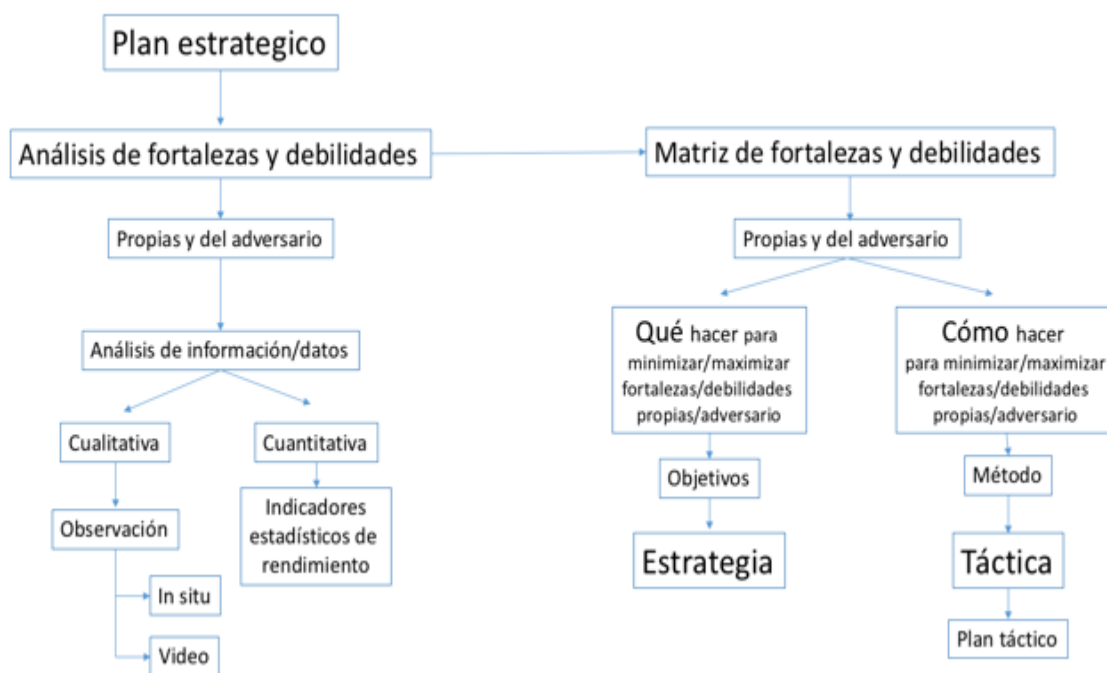 Plan estrategico
Análisis de fortalezas y debilidades
Matriz de fortalezas y debilidades
Propias y del adversario
Propias y del adversario
Análisis de información/datos
Qué hacer para
minimizar/maximizar
fortalezas/debilidades
propias/adversario
Cómo hacer
para minimizar/maximizar
fortalezas/debilidades
propias/adversario
Cualitativa
Cuantitativa
Objetivos
Método
Observación
Indicadores
estadísticos de
rendimiento
Estrategia
Táctica
In situ
Video
Plan táctico